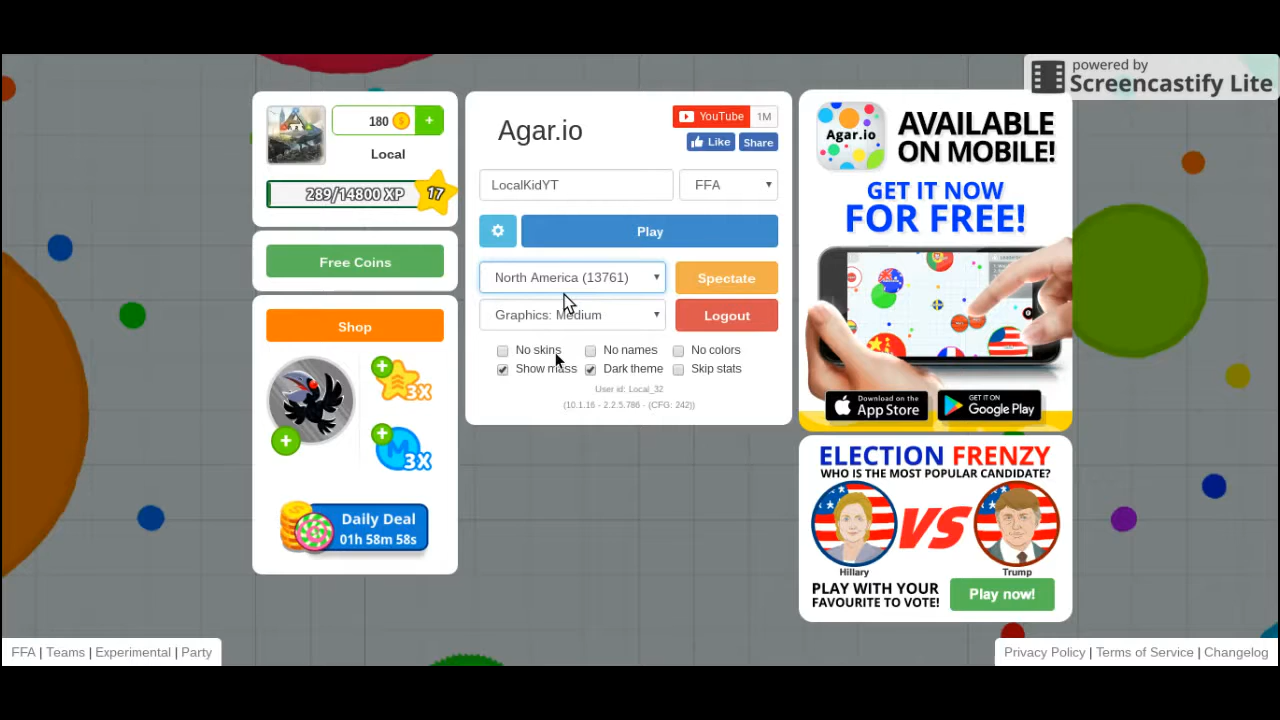 powered by
Screencastify Lite
180
+
Local
289/14800 XP
17
Free Coins
Shop
3X
M
3X
Daily Deal
01h 58m 58s
Agar.io
YouTube 1M
Like Share
LocalKidYT FFA
Play
North America (13761) Spectate
Graphics: Medium Logout
No skins No names No colors
Show mass Dark theme Skip stats
User id: Local_32
(10.1.16 - 2.2.5.786 - (CFG: 242))
Agar.io
AVAILABLE
ON MOBILE!
GET IT NOW
FOR FREE!
Download on the
App Store
GET IT ON
Google Play
ELECTION FRENZY
WHO IS THE MOST POPULAR CANDIDATE?
VS
Hillary Trump
PLAY WITH YOUR
FAVOURITE TO VOTE!
Play now!
FFA | Teams | Experimental | Party
Privacy Policy | Terms of Service | Changelog